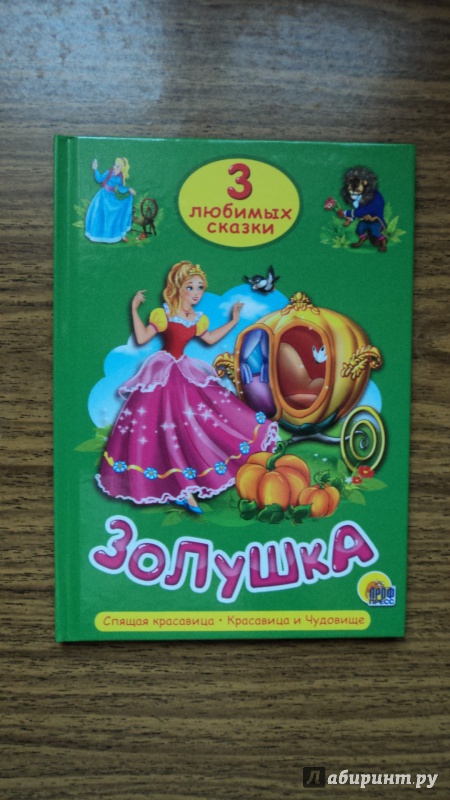 3
любимых
сказки
Золушка
ПРОФ
ПРЕСС
Спящая красавица • Красавица и Чудовище
Лабиринт.ру